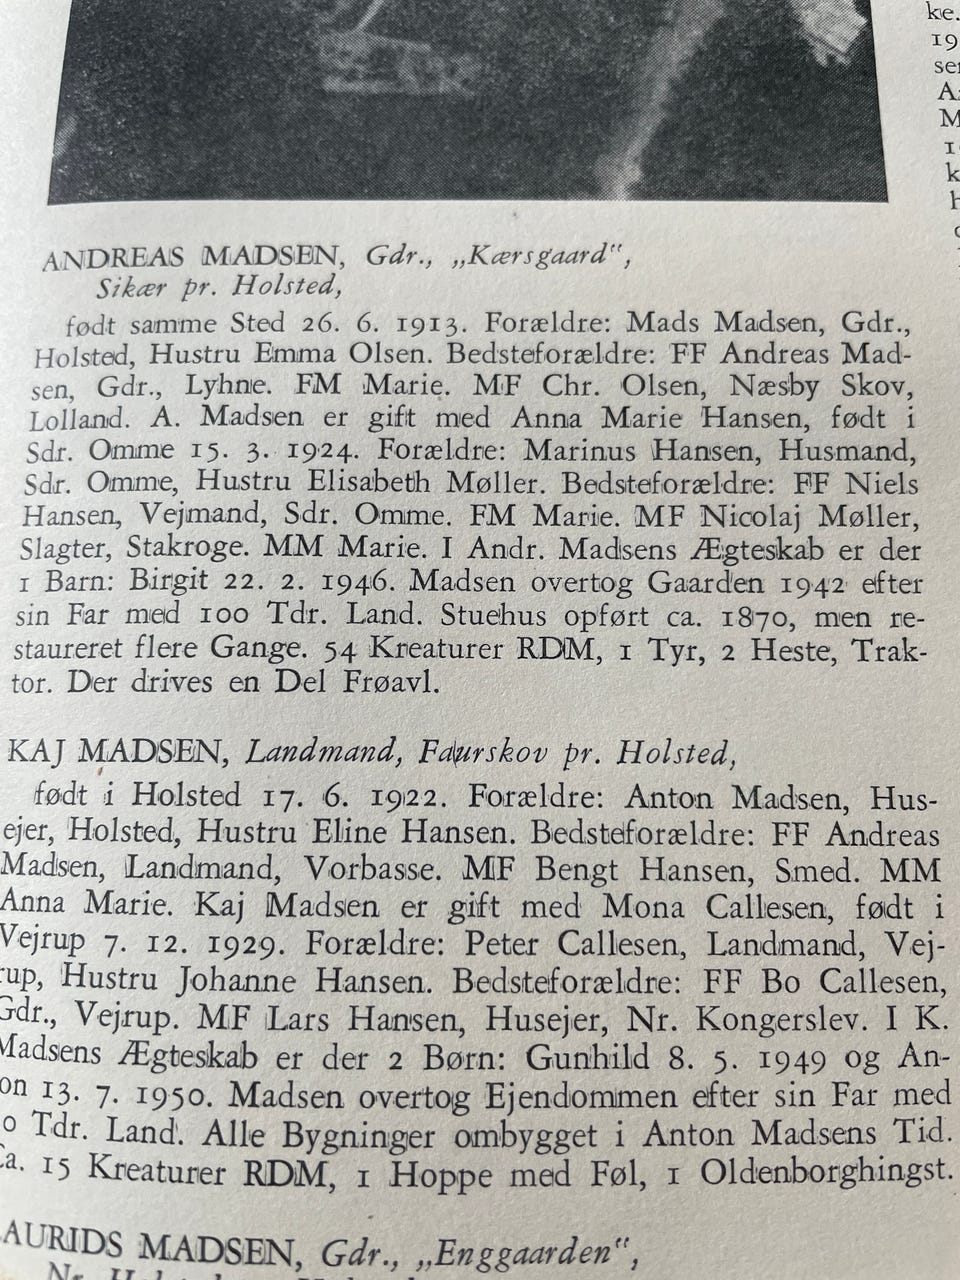 ANDREAS MADSEN, Gdr., „Kærsgaard“,
Sikær pr. Holsted,
født samme Sted 26. 6. 1913. Forældre: Mads Madsen, Gdr.,
Holsted, Hustru Emma Olsen. Bedsteforældre: FF Andreas Mad-
sen, Gdr., Lyhne. FM Marie. MF Chr. Olsen, Næsby Skov,
Lolland. A. Madsen er gift med Anna Marie Hansen, født i
Sdr. Omme 15. 3. 1924. Forældre: Marinus Hansen, Husmand,
Sdr. Omme, Hustru Elisabeth Møller. Bedsteforældre: FF Niels
Hansen, Vejmand, Sdr. Omme. FM Marie. MF Nicolaj Møller,
Slagter, Stakroge. MM Marie. I Andr. Madsens Ægteskab er der
1 Barn: Birgit 22. 2. 1946. Madsen overtog Gaarden 1942 efter
sin Far med 100 Tdr. Land. Stuehus opført ca. 1870, men re-
staureret flere Gange. 54 Kreaturer RDM, 1 Tyr, 2 Heste, Trak-
tor. Der drives en Del Frøavl.
KAJ MADSEN, Landmand, Faurskov pr. Holsted,
født i Holsted 17. 6. 1922. Forældre: Anton Madsen, Hus-
ejer, Holsted, Hustru Eline Hansen. Bedsteforældre: FF Andreas
Madsen, Landmand, Vorbasse. MF Bengt Hansen, Smed. MM
Anna Marie. Kaj Madsen er gift med Mona Callesen, født i
Vejrup 7. 12. 1929. Forældre: Peter Callesen, Landmand, Vej-
rup, Hustru Johanne Hansen. Bedsteforældre: FF Bo Callesen,
Gdr., Vejrup. MF Lars Hansen, Husejer, Nr. Kongerslev. I K.
Madsens Ægteskab er der 2 Børn: Gunhild 8. 5. 1949 og An-
on 13. 7. 1950. Madsen overtog Ejendommen efter sin Far med
0 Tdr. Land. Alle Bygninger ombygget i Anton Madsens Tid.
Ca. 15 Kreaturer RDM, 1 Hoppe med Føl, 1 Oldenborghingst.
AURIDS MADSEN, Gdr., „Enggaarden“,
Nr.